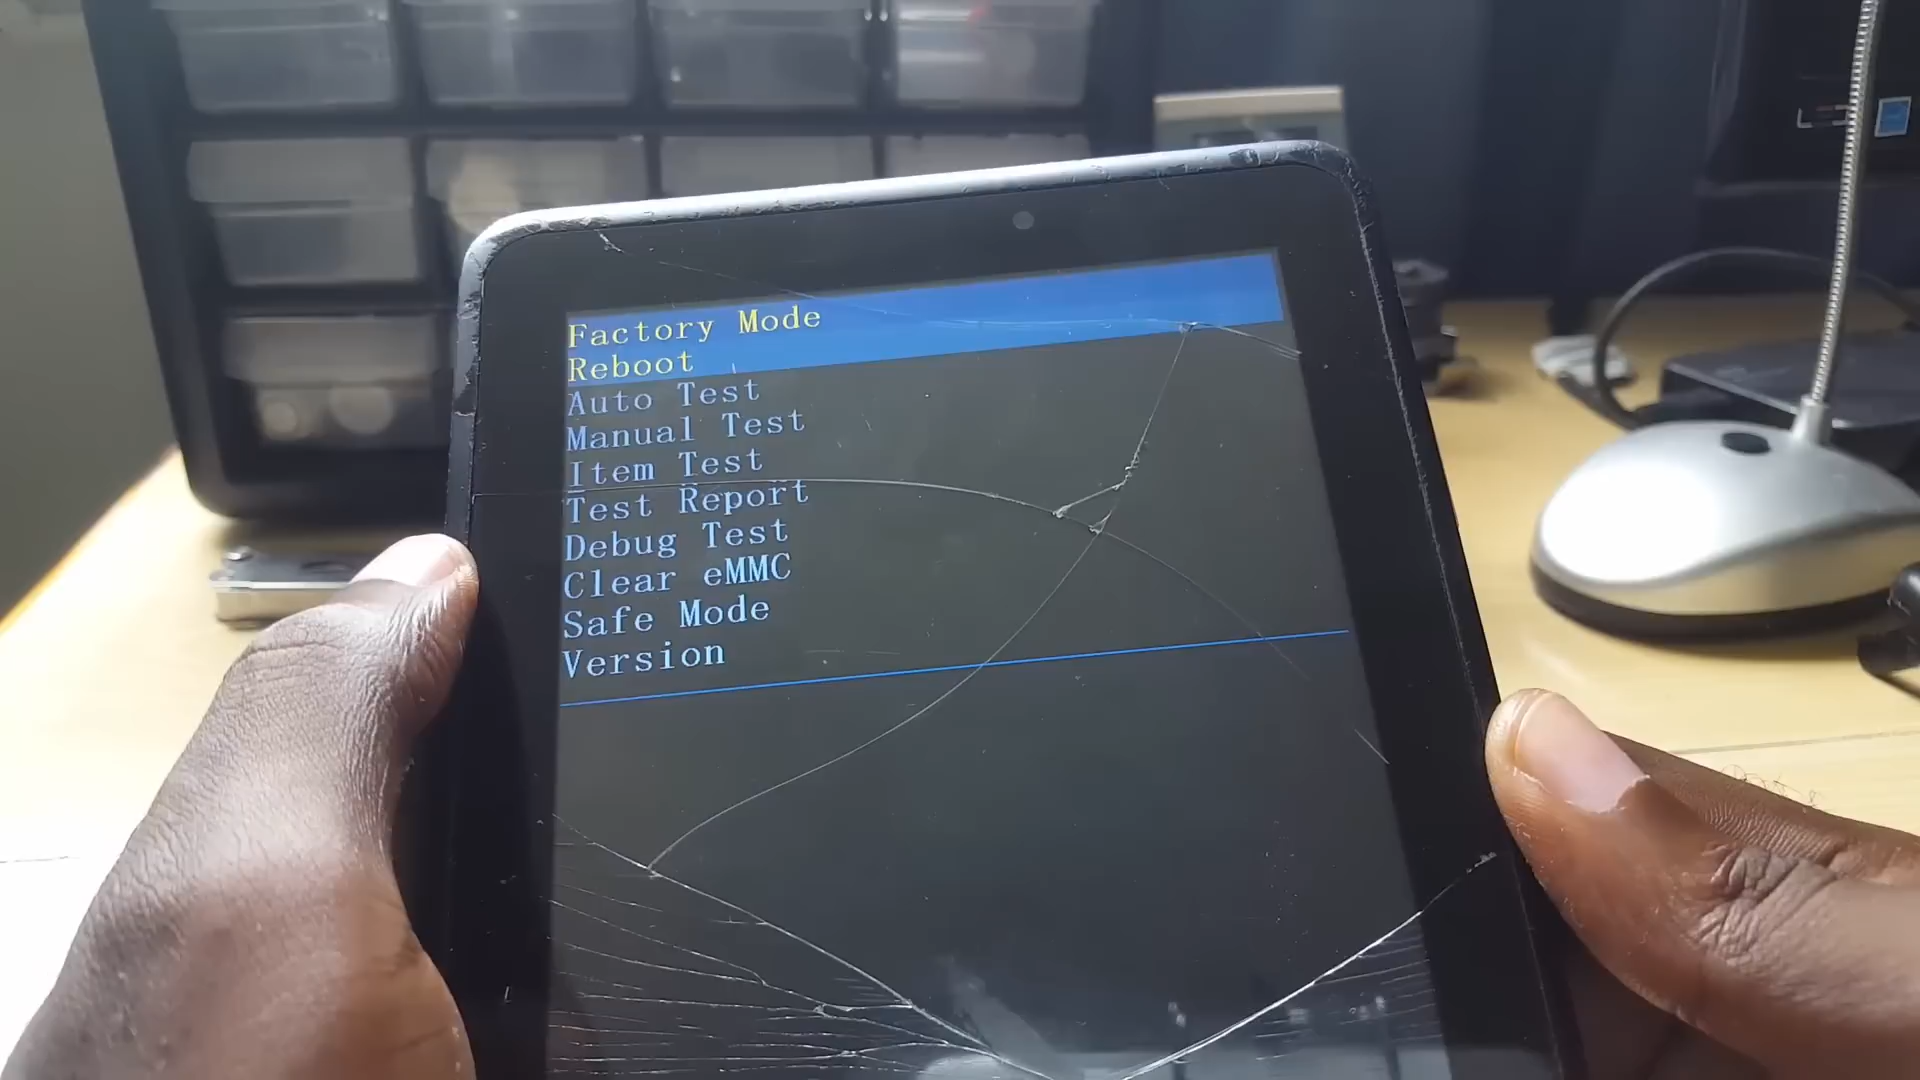 Factory Mode
Reboot
Auto Test
Manual Test
Item Test
Test Report
Debug Test
Clear eMMC
Safe Mode
Version